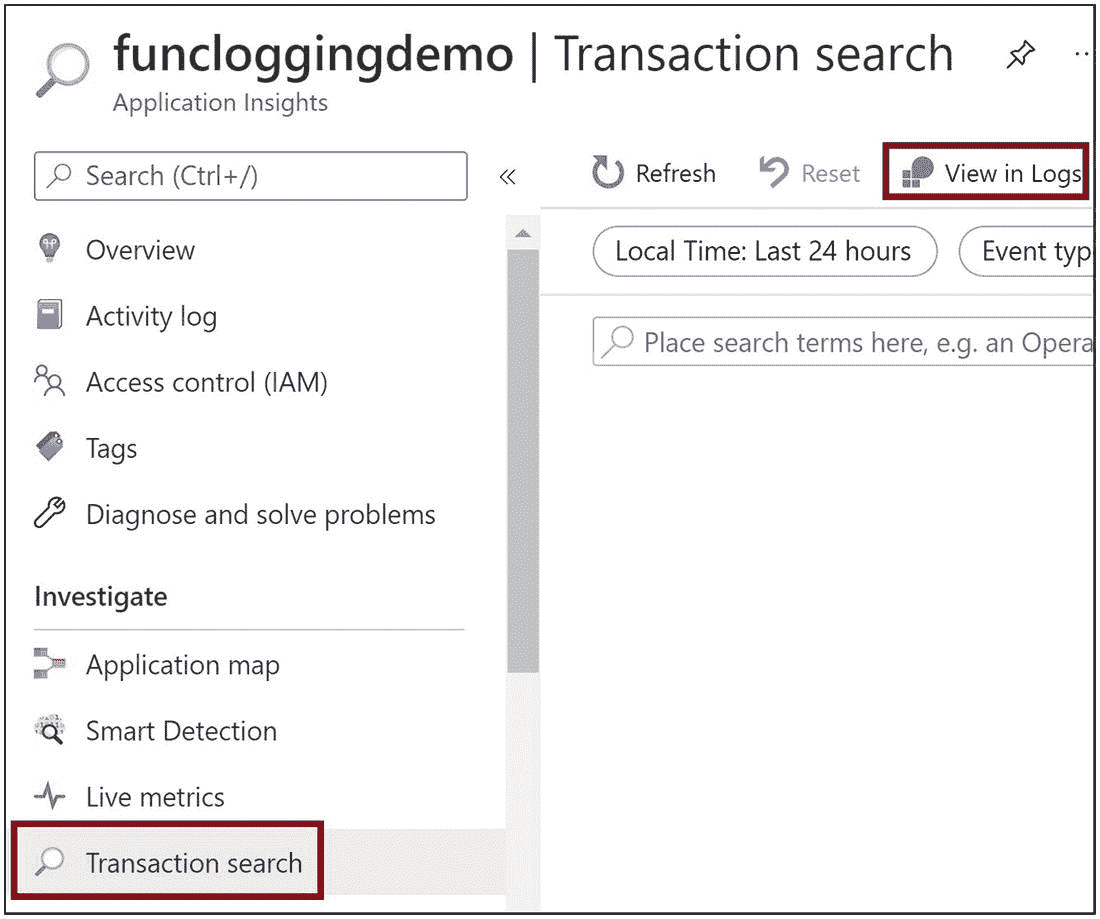 funcloggingdemo | Transaction search
Application Insights
Search (Ctrl+/)
«
Refresh
Reset
View in Logs
Overview
Local Time: Last 24 hours
Event typ
Activity log
Place search terms here, e.g. an Opera
Access control (IAM)
Tags
Diagnose and solve problems
Investigate
Application map
Smart Detection
Live metrics
Transaction search